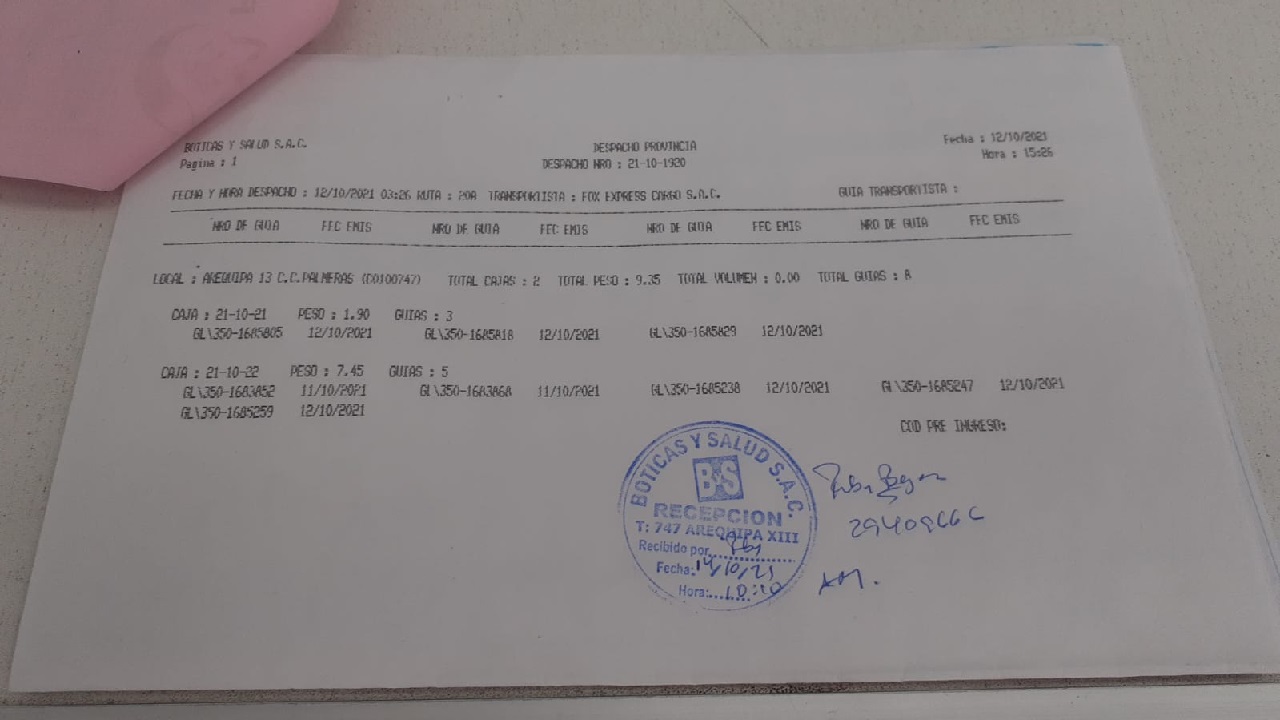 BOTICAS Y SALUD S.A.C.
Pagina : 1
DESPACHO PROVINCIA
DESPACHO NRO : 21-10-1920
Fecha : 12/10/2021
Hora : 15:26
FECHA Y HORA DESPACHO : 12/10/2021 03:26 RUTA : POA TRANSPORTISTA : FOX EXPRESS CARGO S.A.C. GUIA TRANSPORTISTA :
NRO DE GUIA FEC EMIS NRO DE GUIA FEC EMIS NRO DE GUIA FEC EMIS NRO DE GUIA FEC EMIS
LOCAL : AREQUIPA 13 C.C.PALMERAS (D0100747) TOTAL CAJAS : 2 TOTAL PESO : 9.35 TOTAL VOLUMEN : 0.00 TOTAL GUIAS : 8
CAJA : 21-10-21 PESO : 1.90 GUIAS : 3
GL\350-1685805 12/10/2021 GL\350-1685818 12/10/2021 GL\350-1685829 12/10/2021
CAJA : 21-10-22 PESO : 7.45 GUIAS : 5
GL\350-1683852 11/10/2021 GL\350-1683868 11/10/2021 GL\350-1685238 12/10/2021 GL\350-1685247 12/10/2021
GL\350-1685259 12/10/2021
COD PRE INGRESO:
BOTICAS Y SALUD S.A.C.
B&S
RECEPCION
T: 747 AREQUIPA XIII
Recibido por
Fecha: 14/10/21
Hora: 10:20
A.M.